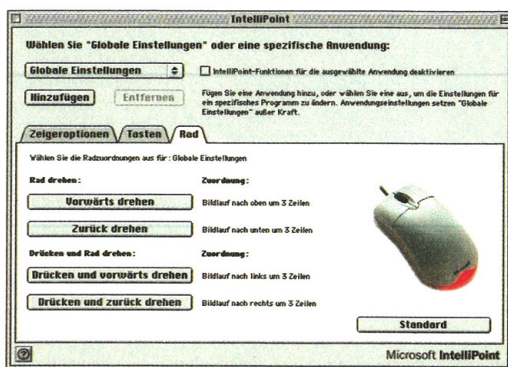 IntelliPoint
Wählen Sie "Globale Einstellungen" oder eine spezifische Anwendung:
Globale Einstellungen
IntelliPoint-Funktionen für die ausgewählte Anwendung deaktivieren
Hinzufügen
Entfernen
Fügen Sie eine Anwendung hinzu, oder wählen Sie eine aus, um die Einstellungen für
ein spezifisches Programm zu ändern. Anwendungseinstellungen setzen "Globale
Einstellungen" außer Kraft.
Zeigeroptionen Tasten Rad
Wählen Sie die Radzuordnungen aus für: Globale Einstellungen
Rad drehen: Zuordnung:
Vorwärts drehen Bildlauf nach oben um 3 Zeilen
Zurück drehen Bildlauf nach unten um 3 Zeilen
Drücken und Rad drehen: Zuordnung:
Drücken und vorwärts drehen Bildlauf nach links um 3 Zeilen
Drücken und zurück drehen Bildlauf nach rechts um 3 Zeilen
Standard
?
Microsoft IntelliPoint